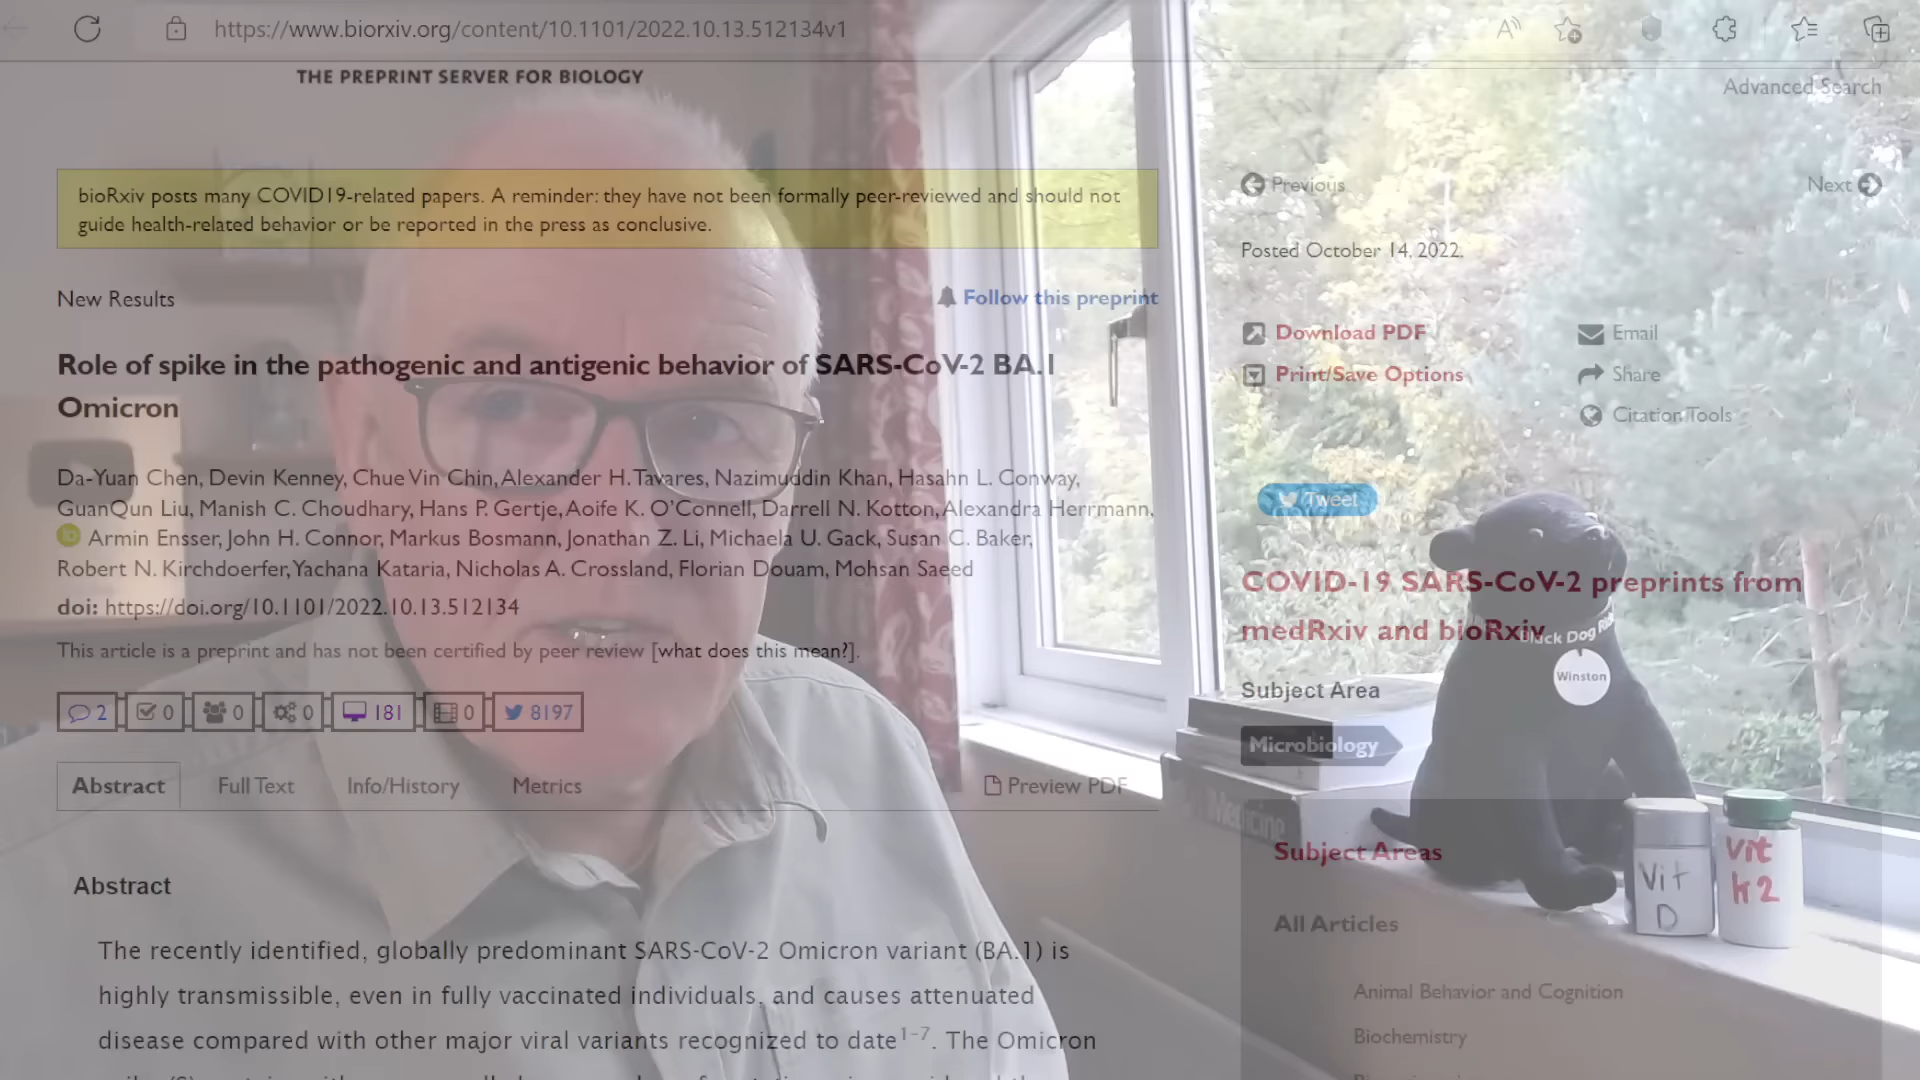 https://www.biorxiv.org/content/10.1101/2022.10.13.512134v1
THE PREPRINT SERVER FOR BIOLOGY
Advanced Search
bioRxiv posts many COVID19-related papers. A reminder: they have not been formally peer-reviewed and should not
guide health-related behavior or be reported in the press as conclusive.
New Results
Follow this preprint
Role of spike in the pathogenic and antigenic behavior of SARS-CoV-2 BA.1
Omicron
Da-Yuan Chen, Devin Kenney, Chue Vin Chin, Alexander H. Tavares, Nazimuddin Khan, Hasahn L. Conway,
GuanQun Liu, Manish C. Choudhary, Hans P. Gertje, Aoife K. O'Connell, Darrell N. Kotton, Alexandra Herrmann,
iD Armin Ensser, John H. Connor, Markus Bosmann, Jonathan Z. Li, Michaela U. Gack, Susan C. Baker,
Robert N. Kirchdoerfer, Yachana Kataria, Nicholas A. Crossland, Florian Douam, Mohsan Saeed
doi: https://doi.org/10.1101/2022.10.13.512134
This article is a preprint and has not been certified by peer review [what does this mean?].
2 0 0 0 181 0 8197
Abstract Full Text Info/History Metrics Preview PDF
Abstract
The recently identified, globally predominant SARS-CoV-2 Omicron variant (BA.1) is
highly transmissible, even in fully vaccinated individuals, and causes attenuated
disease compared with other major viral variants recognized to date1-7. The Omicron
Previous Next
Posted October 14, 2022.
Download PDF Email
Print/Save Options Share
Citation Tools
Tweet
COVID-19 SARS-CoV-2 preprints from
medRxiv and bioRxiv
Subject Area
Microbiology
Subject Areas
All Articles
Animal Behavior and Cognition
Biochemistry
Black Dog
Winston
Medicine
Vit
D
Vit
K2